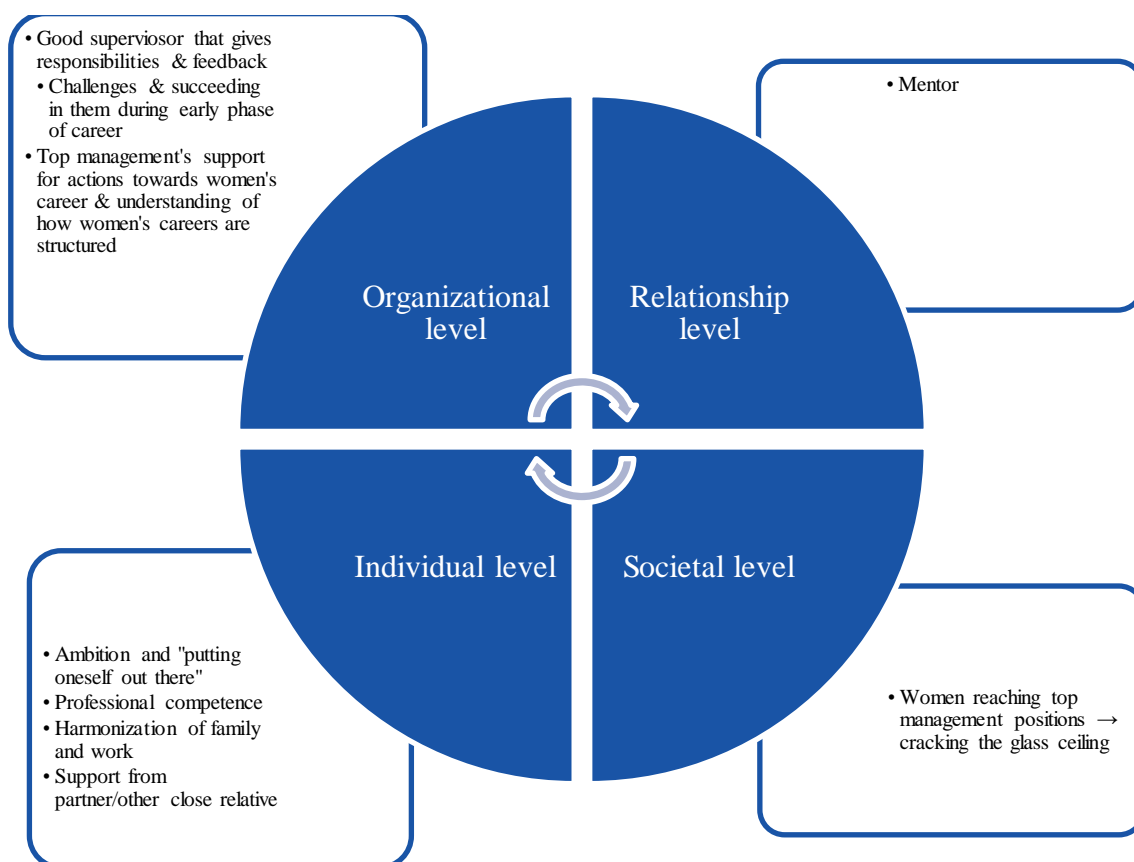 • Good superviosor that gives
responsibilities & feedback
• Challenges & succeeding
in them during early phase
of career
• Top management's support
for actions towards women's
career & understanding of
how women's careers are
structured
• Mentor
Organizational
level
Relationship
level
Individual level
Societal level
• Ambition and "putting
oneself out there"
• Professional competence
• Harmonization of family
and work
• Support from
partner/other close relative
• Women reaching top
management positions →
cracking the glass ceiling